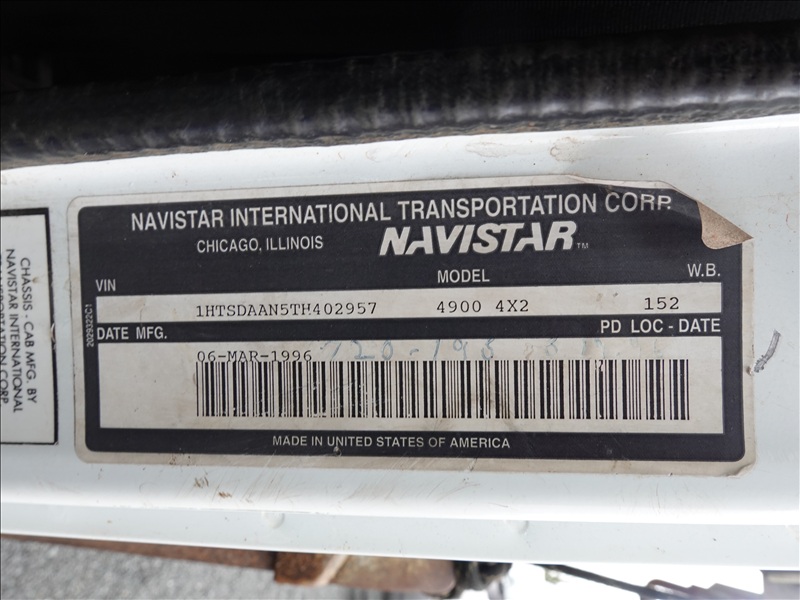 NAVISTAR INTERNATIONAL TRANSPORTATION CORP.
CHICAGO, ILLINOIS NAVISTAR™
VIN MODEL W.B.
1HTSDAAN5TH402957 4900 4X2 152
DATE MFG. PD LOC - DATE
06-MAR-1996
MADE IN UNITED STATES OF AMERICA
CHASSIS - CAB MFG. BY
NAVISTAR INTERNATIONAL